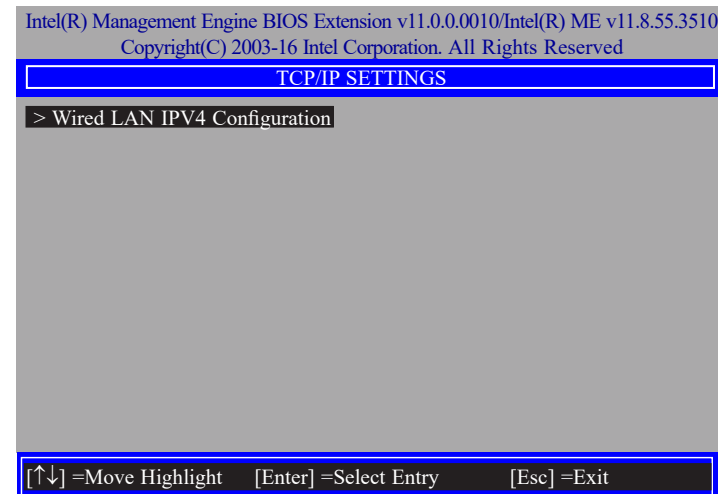 Intel(R) Management Engine BIOS Extension v11.0.0.0010/Intel(R) ME v11.8.55.3510
Copyright(C) 2003-16 Intel Corporation. All Rights Reserved
TCP/IP SETTINGS
> Wired LAN IPV4 Configuration
[↑↓] =Move Highlight [Enter] =Select Entry [Esc] =Exit